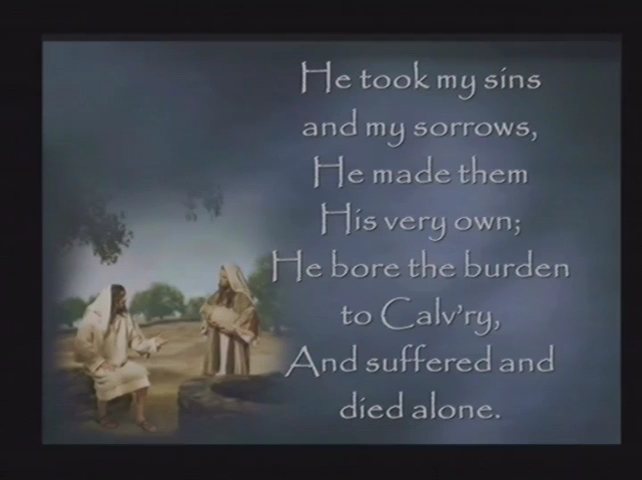 He took my sins
and my sorrows,
He made them
His very own;
He bore the burden
to Calv'ry,
And suffered and
died alone.